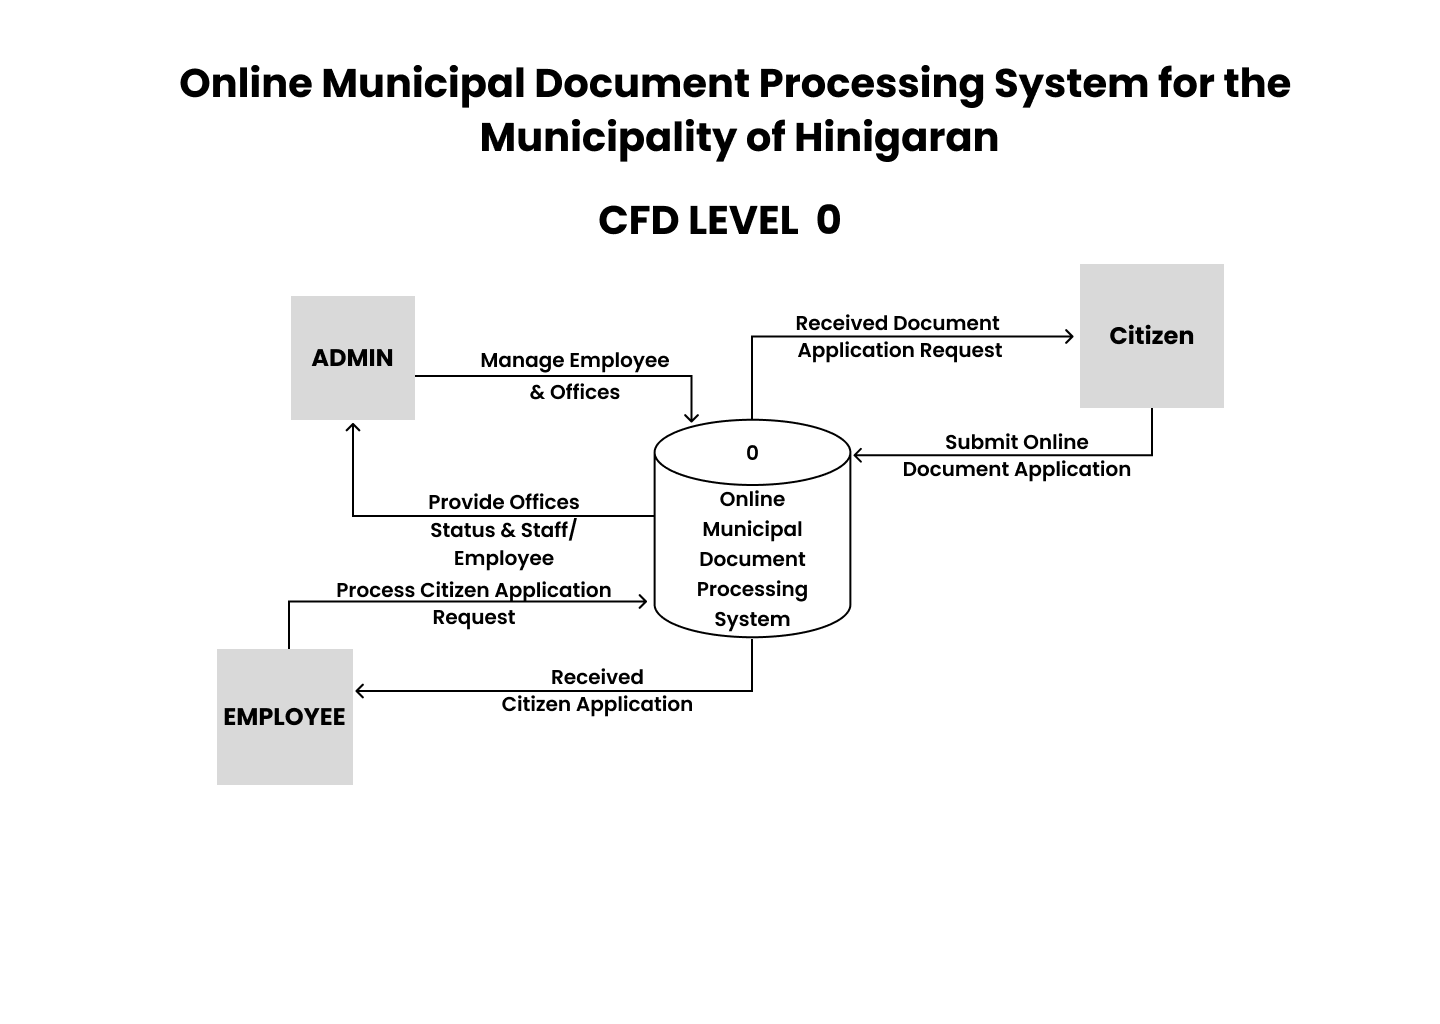 Online Municipal Document Processing System for the
Municipality of Hinigaran
CFD LEVEL 0
ADMIN
Manage Employee
& Offices
Received Document
Application Request
Citizen
Submit Online
Document Application
0
Online
Municipal
Document
Processing
System
Provide Offices
Status & Staff/
Employee
Process Citizen Application
Request
EMPLOYEE
Received
Citizen Application